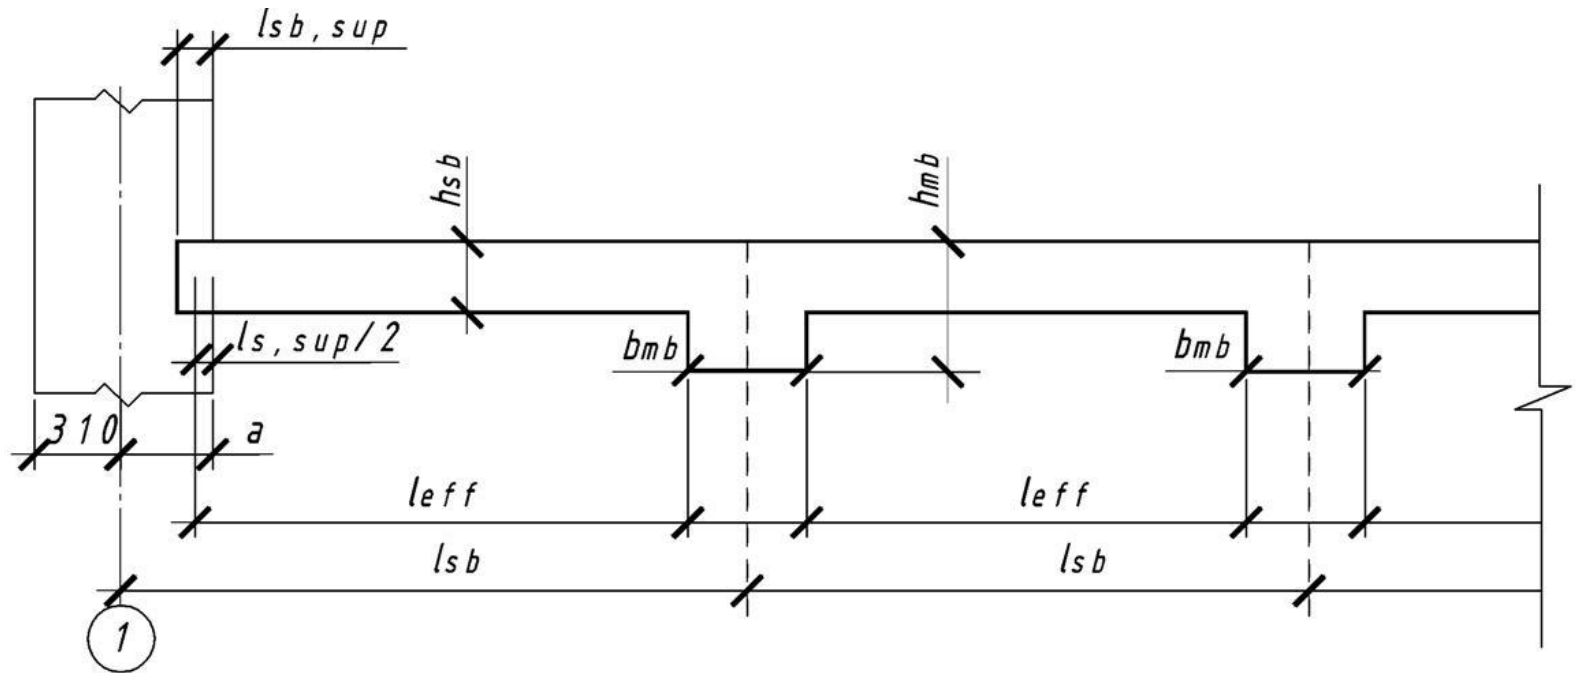 lsb, sup
hsb
hmb
ls, sup/2
bmb
bmb
310
a
leff
leff
lsb
lsb
1